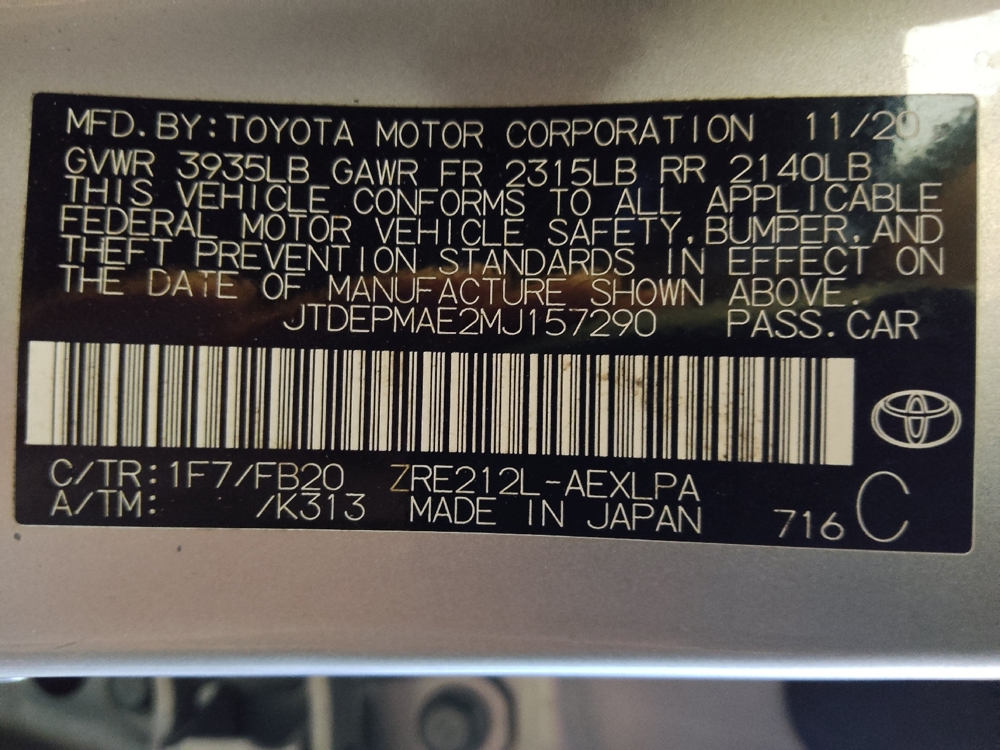 MFD. BY: TOYOTA MOTOR CORPORATION 11/20
GVWR 3935LB GAWR FR 2315LB RR 2140LB
THIS VEHICLE CONFORMS TO ALL APPLICABLE
FEDERAL MOTOR VEHICLE SAFETY, BUMPER, AND
THEFT PREVENTION STANDARDS IN EFFECT ON
THE DATE OF MANUFACTURE SHOWN ABOVE.
JTDEPMAE2MJ157290 PASS. CAR
C/TR: 1F7/FB20 ZRE212L-AEXLPA
A/TM: /K313 MADE IN JAPAN 716 C